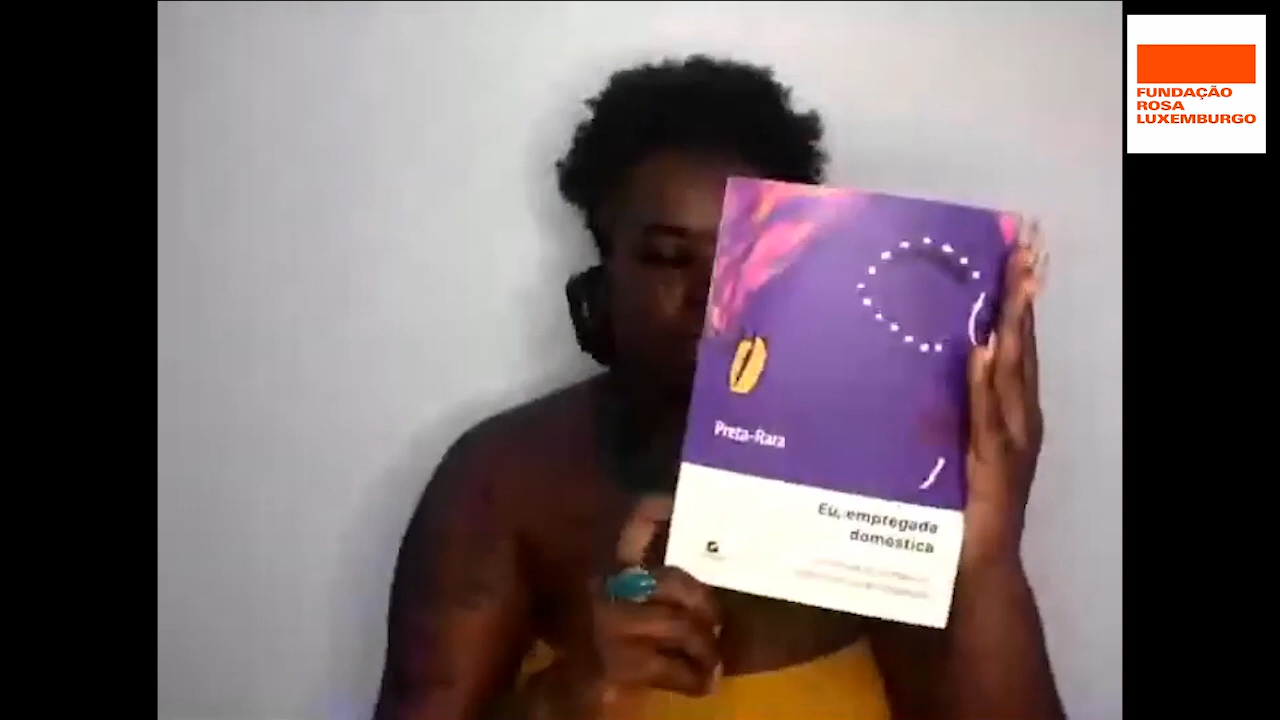 FUNDAÇÃO
ROSA
LUXEMBURGO
Preta-Rara
Eu, empregada
doméstica